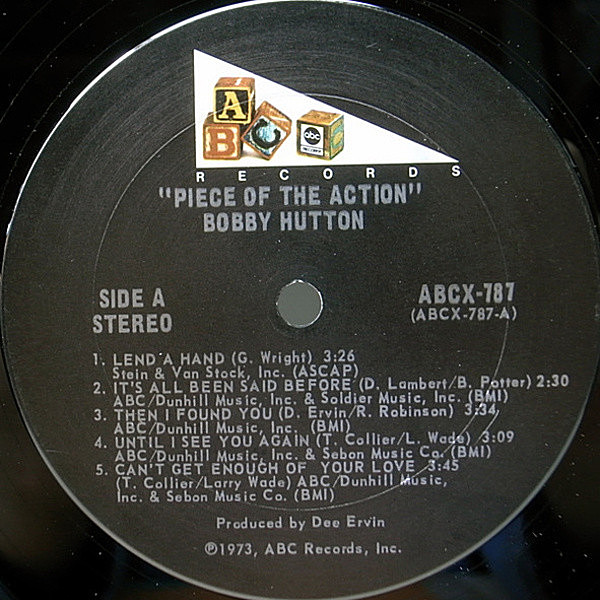 A
B C abc
RECORDS
"PIECE OF THE ACTION"
BOBBY HUTTON
SIDE A
STEREO
ABCX-787
(ABCX-787-A)
1. LEND A HAND (G. Wright) 3:26
Stein & Van Stock, Inc. (ASCAP)
2. IT'S ALL BEEN SAID BEFORE (D. Lambert/B. Potter) 2:30
ABC/Dunhill Music, Inc. & Soldier Music, Inc. (BMI)
3. THEN I FOUND YOU (D. Ervin/R. Robinson) 3:34
ABC/Dunhill Music, Inc. (BMI)
4. UNTIL I SEE YOU AGAIN (T. Collier/L. Wade) 3:09
ABC/Dunhill Music, Inc. & Sebon Music Co. (BMI)
5. CAN'T GET ENOUGH OF YOUR LOVE 3:45
(T. Collier/Larry Wade) ABC/Dunhill Music,
Inc. & Sebon Music Co. (BMI)
Produced by Dee Ervin
℗1973, ABC Records, Inc.